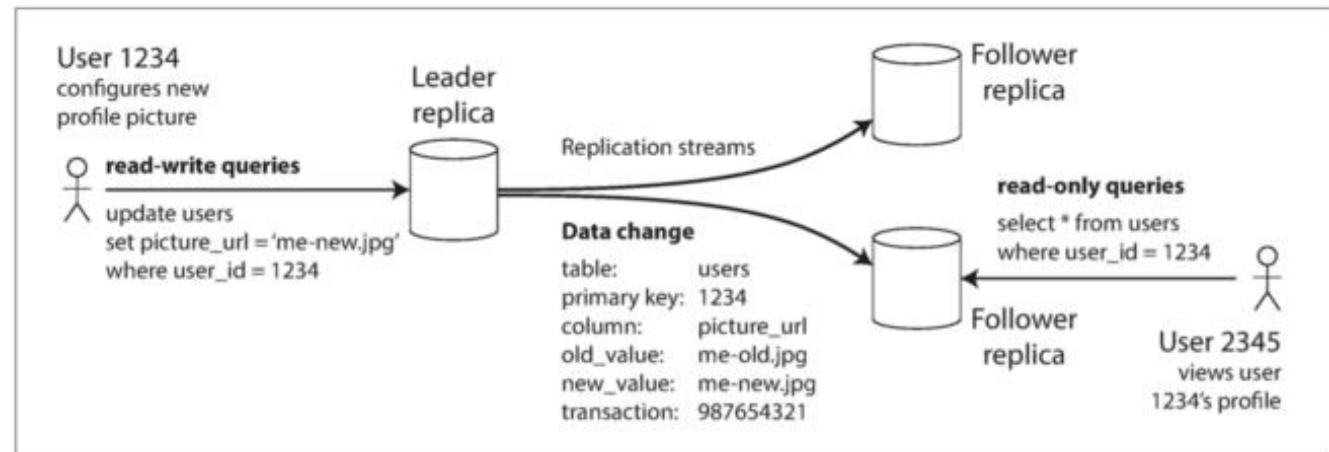 User 1234
configures new
profile picture
read-write queries
update users
set picture_url = ‘me-new.jpg’
where user_id = 1234
Leader
replica
Replication streams
Data change
table: users
primary key: 1234
column: picture_url
old_value: me-old.jpg
new_value: me-new.jpg
transaction: 987654321
Follower
replica
read-only queries
select * from users
where user_id = 1234
Follower
replica
User 2345
views user
1234’s profile